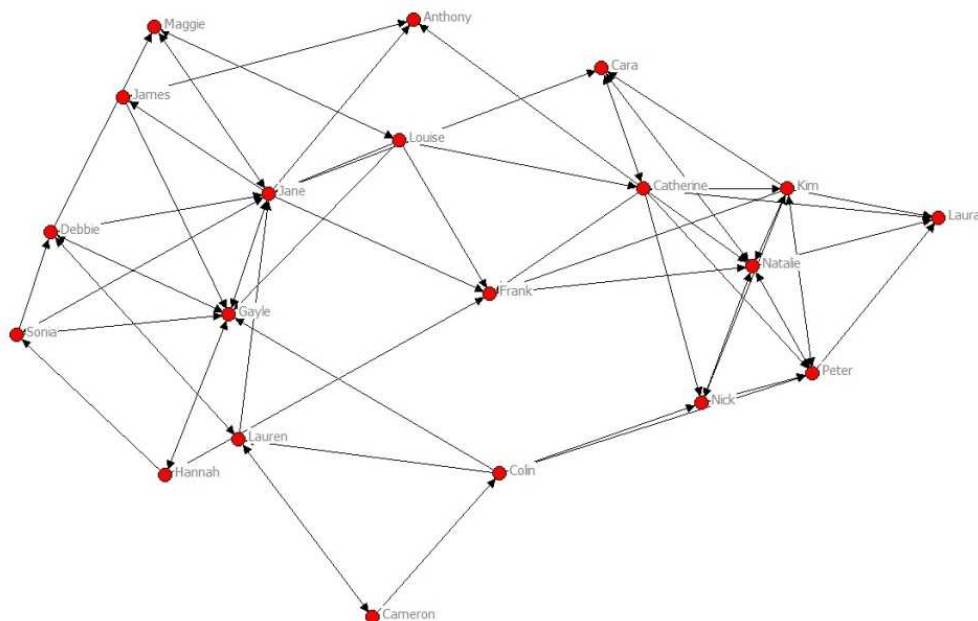 Anthony
Maggie
Cara
James
Louise
Catherine
Kim
Jane
Laura
Debbie
Natalie
Frank
Gayle
Sonia
Peter
Nick
Lauren
Hannah
Colin
Cameron